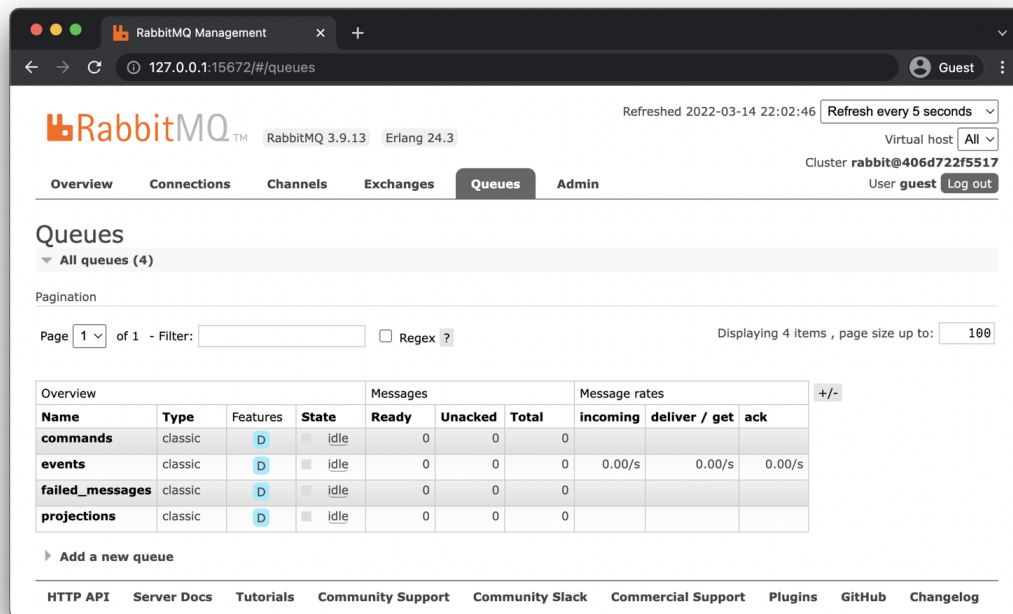 RabbitMQ Management
127.0.0.1:15672/#/queues
Guest
Refreshed 2022-03-14 22:02:46 Refresh every 5 seconds
RabbitMQ TM RabbitMQ 3.9.13 Erlang 24.3
Virtual host All
Cluster rabbit@406d722f5517
User guest Log out
Overview Connections Channels Exchanges Queues Admin
Queues
All queues (4)
Pagination
Page 1 of 1 - Filter: Regex ? Displaying 4 items , page size up to: 100
Overview Messages Message rates +/-
Name Type Features State Ready Unacked Total incoming deliver / get ack
commands classic D idle 0 0 0
events classic D idle 0 0 0 0.00/s 0.00/s 0.00/s
failed_messages classic D idle 0 0 0
projections classic D idle 0 0 0
Add a new queue
HTTP API Server Docs Tutorials Community Support Community Slack Commercial Support Plugins GitHub Changelog